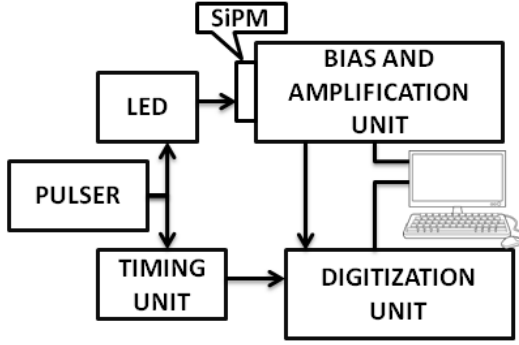 SiPM
BIAS AND
AMPLIFICATION
UNIT
LED
PULSER
TIMING
UNIT
DIGITIZATION
UNIT